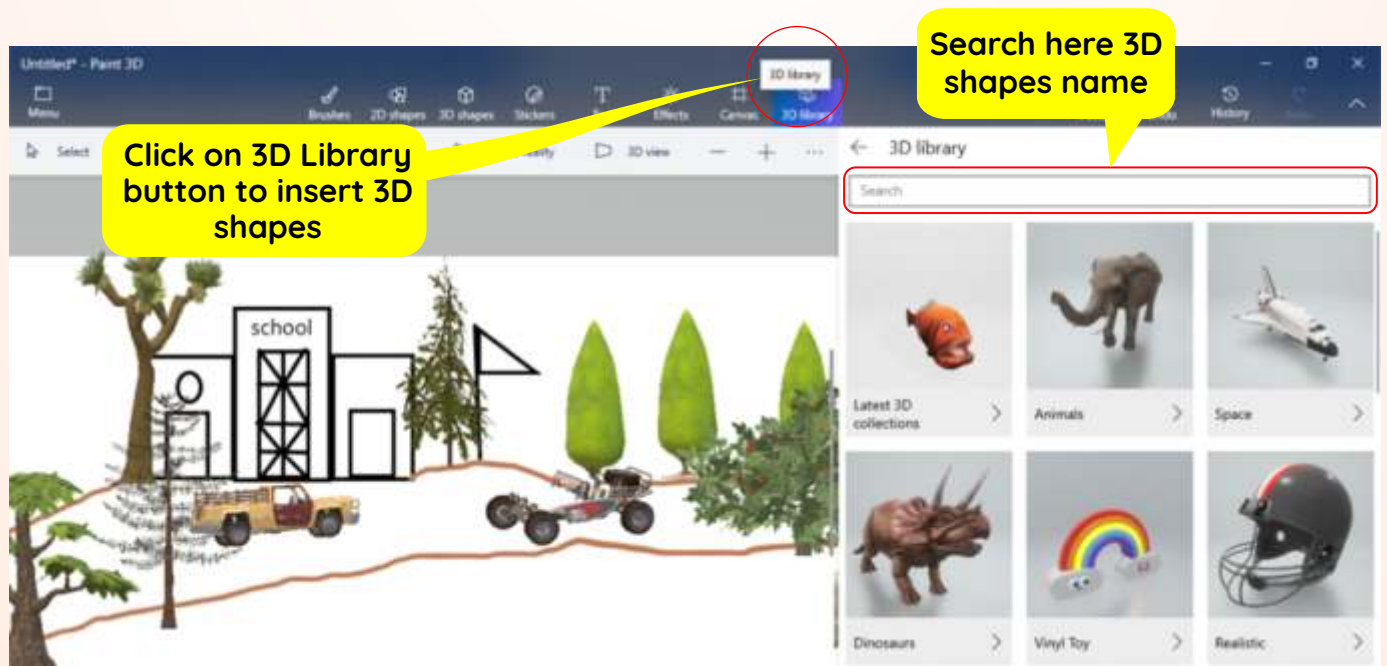 Search here 3D
shapes name
Untitled* - Paint 3D
3D library
Menu
Brushes
2D shapes
3D shapes
Stickers
Effects
Canvas
3D library
History
Click on 3D Library
button to insert 3D
shapes
Select
3D view
3D library
Search
school
Latest 3D
collections
Animals
Space
Dinosaurs
Vinyl Toy
Realistic